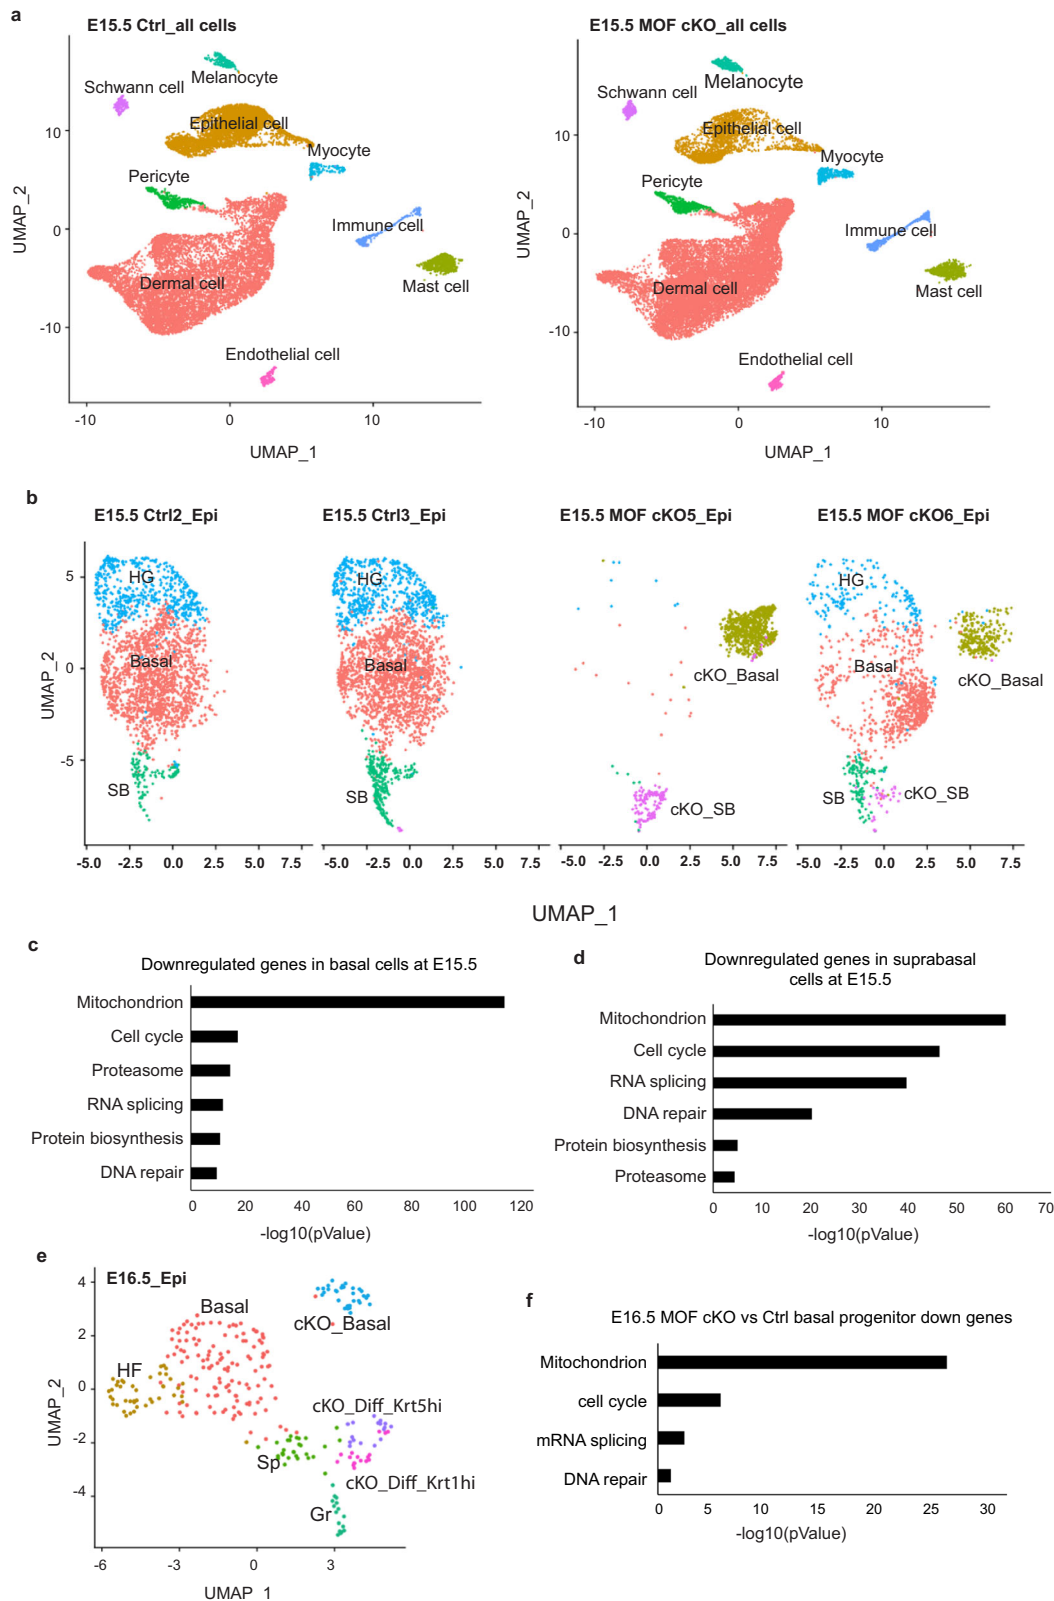 a
E15.5 Ctrl_all cells
E15.5 MOF cKO_all cells
Melanocyte
Schwann cell
Epithelial cell
Myocyte
Pericyte
Immune cell
Dermal cell
Mast cell
Endothelial cell
10
0
-10
UMAP_2
-10 0 10
UMAP_1
Melanocyte
Schwann cell
Epithelial cell
Myocyte
Pericyte
Immune cell
Dermal cell
Mast cell
Endothelial cell
10
0
-10
UMAP_2
-10 0 10
UMAP_1
b
E15.5 Ctrl2_Epi
E15.5 Ctrl3_Epi
E15.5 MOF cKO5_Epi
E15.5 MOF cKO6_Epi
5
0
-5
UMAP_2
HG
Basal
SB
HG
Basal
SB
cKO_Basal
cKO_SB
HG
Basal
cKO_Basal
SB
cKO_SB
-5.0 -2.5 0.0 2.5 5.0 7.5
-5.0 -2.5 0.0 2.5 5.0 7.5
-5.0 -2.5 0.0 2.5 5.0 7.5
-5.0 -2.5 0.0 2.5 5.0 7.5
UMAP_1
c
Downregulated genes in basal cells at E15.5
Mitochondrion
Cell cycle
Proteasome
RNA splicing
Protein biosynthesis
DNA repair
0 20 40 60 80 100 120
-log10(pValue)
d
Downregulated genes in suprabasal
cells at E15.5
Mitochondrion
Cell cycle
RNA splicing
DNA repair
Protein biosynthesis
Proteasome
0 10 20 30 40 50 60 70
-log10(pValue)
e
E16.5_Epi
Basal
cKO_Basal
HF
cKO_Diff_Krt5hi
Sp
cKO_Diff_Krt1hi
Gr
4
2
0
-2
-4
UMAP_2
-6 -3 0 3
UMAP_1
f
E16.5 MOF cKO vs Ctrl basal progenitor down genes
Mitochondrion
cell cycle
mRNA splicing
DNA repair
0 5 10 15 20 25 30
-log10(pValue)